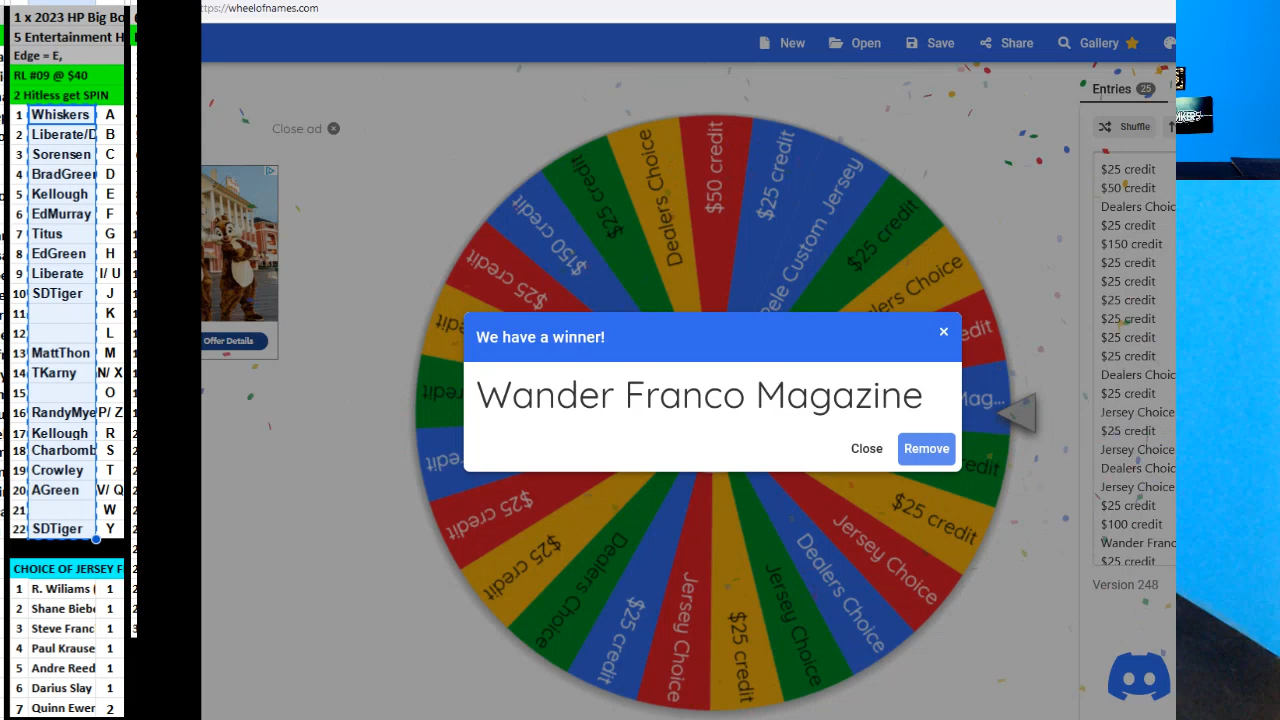 1 x 2023 HP Big Bo
5 Entertainment H
Edge = E,
RL #09 @ $40
2 Hitless get SPIN
1 Whiskers A
2 Liberate/D B
3 Sorensen C
4 BradGreen D
5 Kellough E
6 EdMurray F
7 Titus G
8 EdGreen H
9 Liberate I/ U
10 SDTiger J
11 K
12 L
13 MattThon M
14 TKarny N/ X
15 O
16 RandyMye P/ Z
17 Kellough R
18 Charbomb S
19 Crowley T
20 AGreen V/ Q
21 W
22 SDTiger Y
CHOICE OF JERSEY F
1 R. Wiliams ( 1
2 Shane Biebe 1
3 Steve Franc 1
4 Paul Krause 1
5 Andre Reed 1
6 Darius Slay 1
7 Quinn Ewer 2
https://wheelofnames.com
New
Open
Save
Share
Gallery
Close ad
Offer Details
$50 credit
$25 credit
Pele Custom Jersey
$25 credit
Dealers Choice
$25 credit
Mag...
credit
$25 credit
Jersey Choice
Dealers Choice
Jersey Choice
$25 credit
Jersey Choice
$25 credit
Dealers Choice
$25 credit
$25 credit
credit
credit
credit
$25 credit
$150 credit
$25 credit
Dealers Choice
We have a winner!
×
Wander Franco Magazine
Close
Remove
Entries 25
Shuffle
$25 credit
$50 credit
Dealers Choic
$25 credit
$150 credit
$25 credit
$25 credit
$25 credit
$25 credit
$25 credit
$25 credit
Dealers Choic
$25 credit
Jersey Choice
$25 credit
Jersey Choice
Dealers Choic
Jersey Choice
$25 credit
$100 credit
Wander Franc
$25 credit
Version 248